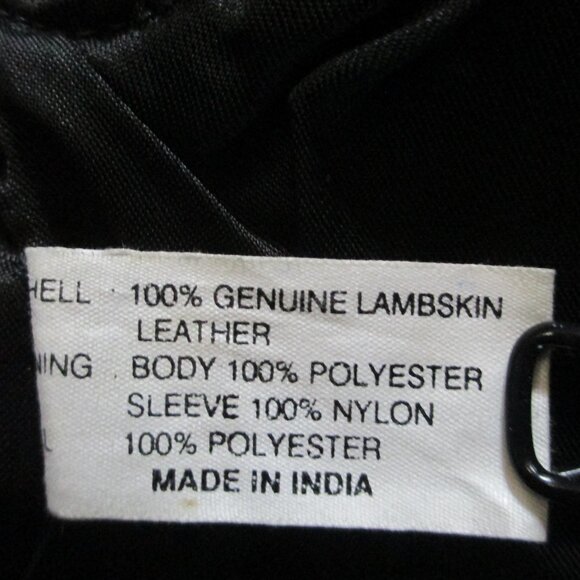 HELL 100% GENUINE LAMBSKIN
LEATHER
NING BODY 100% POLYESTER
SLEEVE 100% NYLON
L 100% POLYESTER
MADE IN INDIA